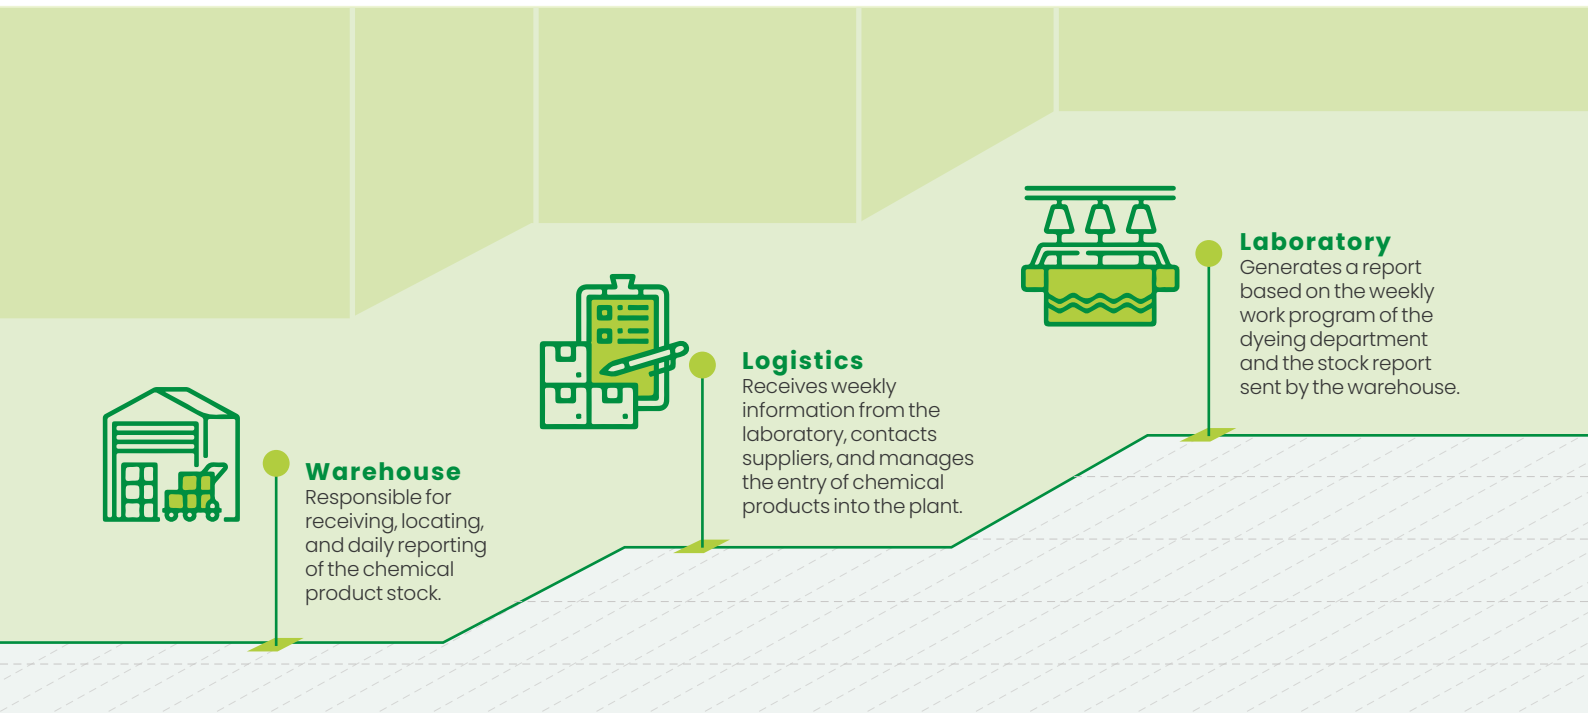 Warehouse
Responsible for
receiving, locating,
and daily reporting
of the chemical
product stock.
Logistics
Receives weekly
information from the
laboratory, contacts
suppliers, and manages
the entry of chemical
products into the plant.
Laboratory
Generates a report
based on the weekly
work program of the
dyeing department
and the stock report
sent by the warehouse.